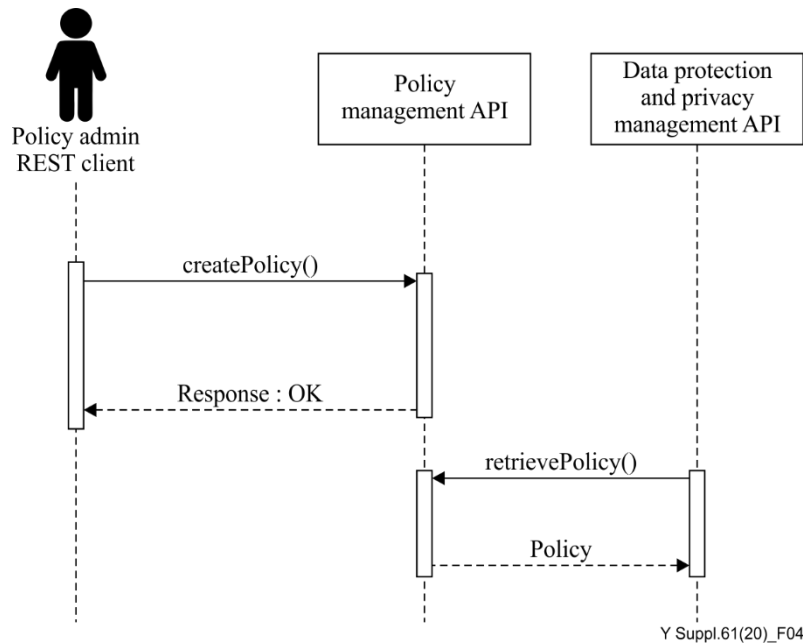 Policy admin
REST client
Policy
management API
Data protection
and privacy
management API
createPolicy()
Response : OK
retrievePolicy()
Policy
Y Suppl.61(20)_F04